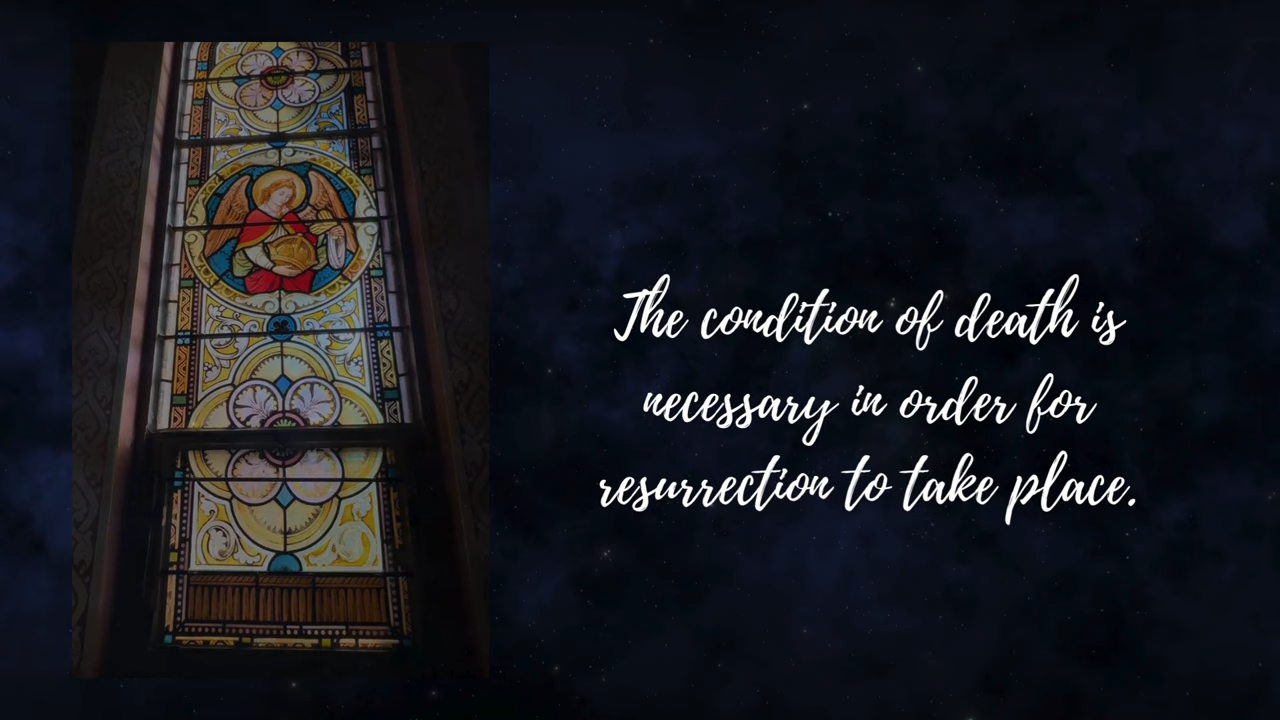 The condition of death is
necessary in order for
resurrection to take place.